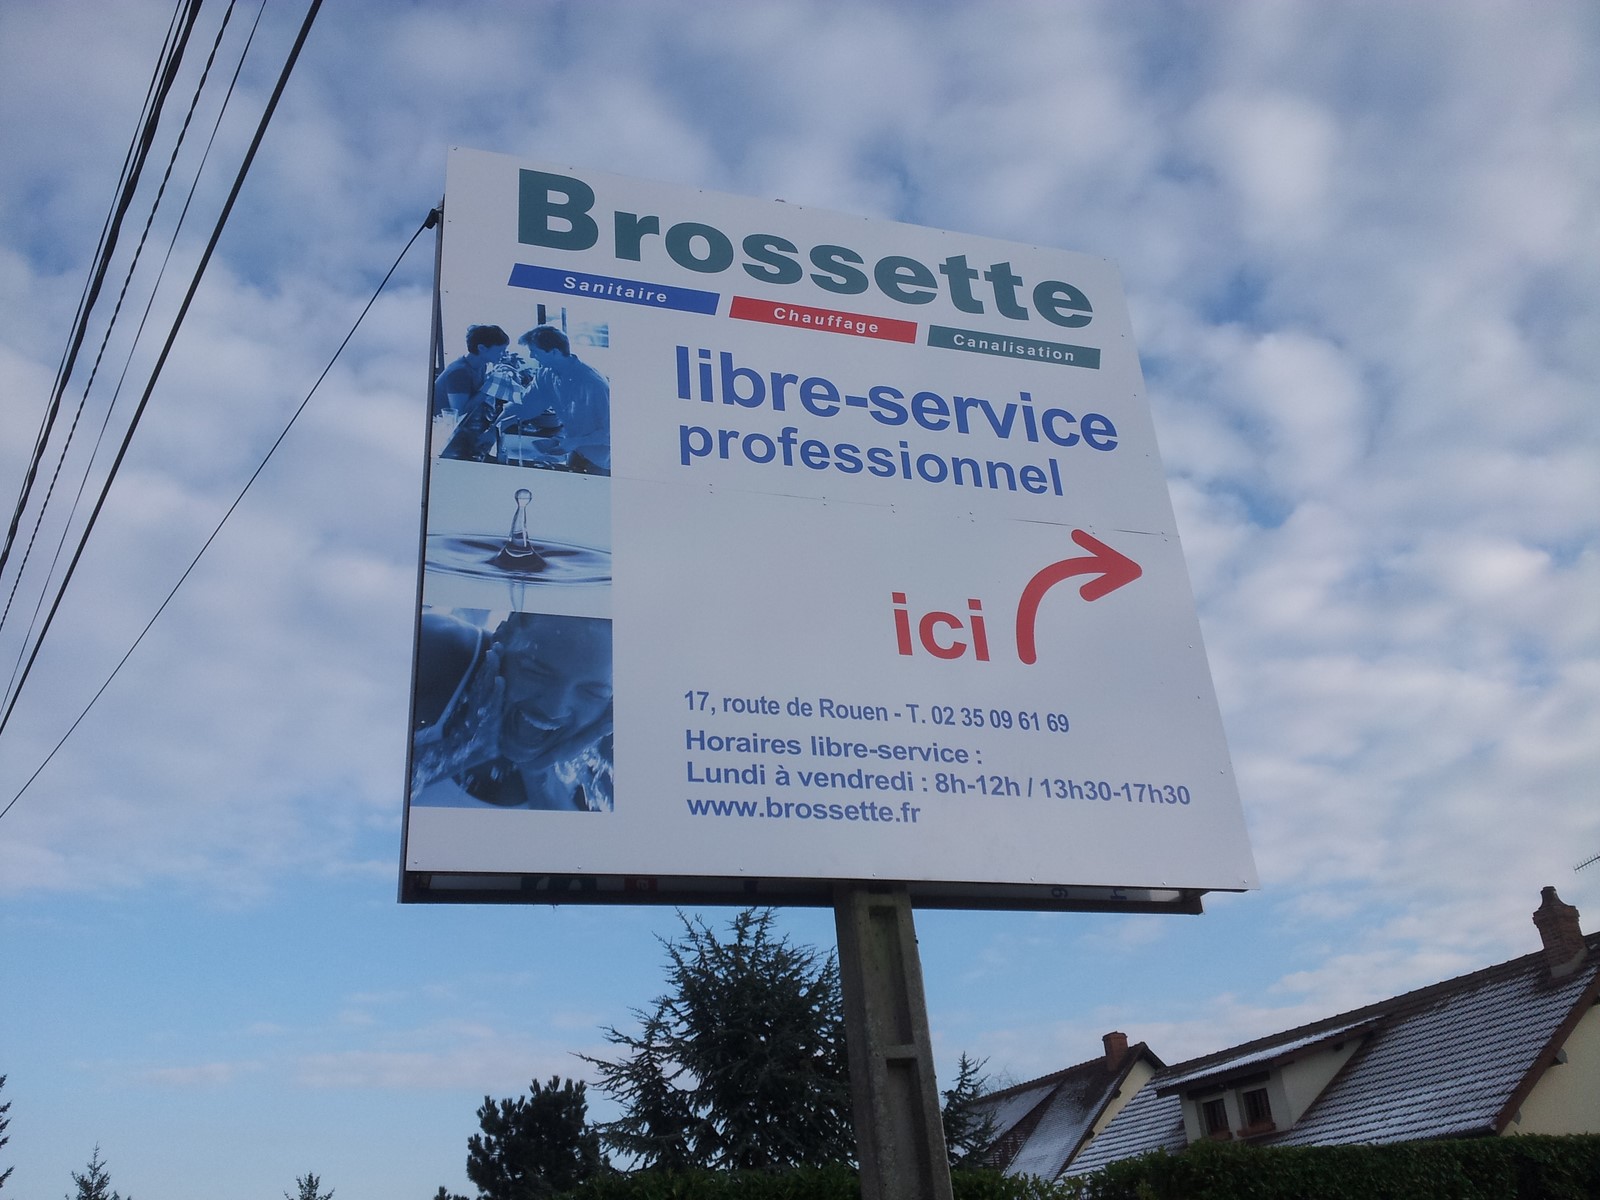 Brossette
Sanitaire Chauffage Canalisation
libre-service
professionnel
ici
17, route de Rouen - T. 02 35 09 61 69
Horaires libre-service :
Lundi à vendredi : 8h-12h / 13h30-17h30
www.brossette.fr